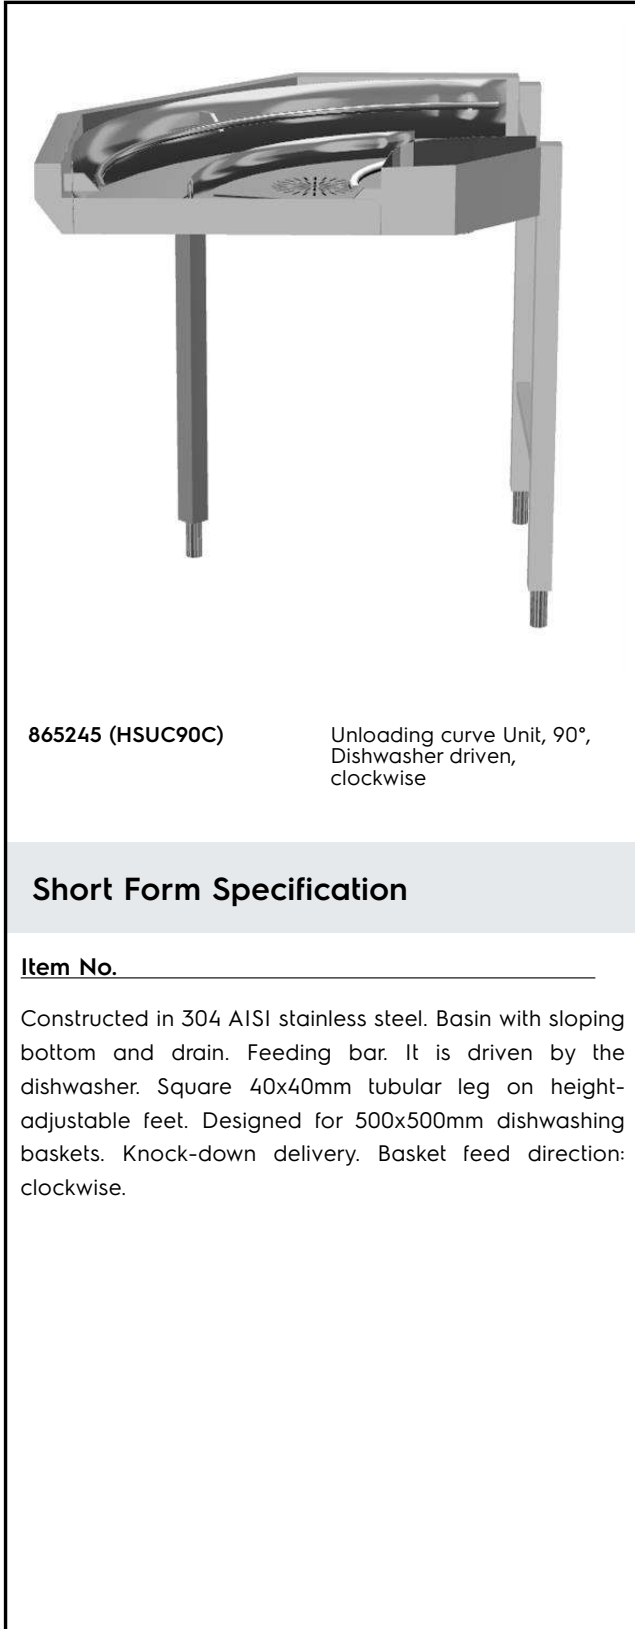 865245 (HSUC90C)
Unloading curve Unit, 90°,
Dishwasher driven,
clockwise
Short Form Specification
Item No.
Constructed in 304 AISI stainless steel. Basin with sloping
bottom and drain. Feeding bar. It is driven by the
dishwasher. Square 40x40mm tubular leg on height-
adjustable feet. Designed for 500x500mm dishwashing
baskets. Knock-down delivery. Basket feed direction:
clockwise.